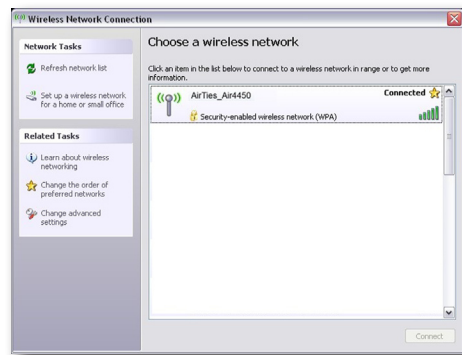 Wireless Network Connection
Network Tasks
Refresh network list
Set up a wireless network
for a home or small office
Related Tasks
Learn about wireless
networking
Change the order of
preferred networks
Change advanced
settings
Choose a wireless network
Click an item in the list below to connect to a wireless network in range or to get more
information.
AirTies_Air4450
Connected
Security-enabled wireless network (WPA)
Connect